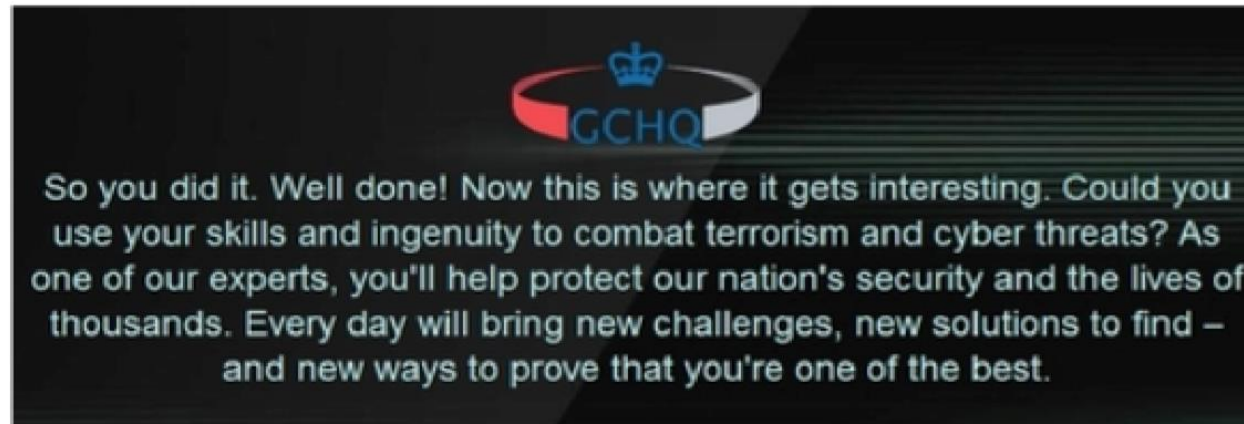 GCHQ
So you did it. Well done! Now this is where it gets interesting. Could you
use your skills and ingenuity to combat terrorism and cyber threats? As
one of our experts, you'll help protect our nation's security and the lives of
thousands. Every day will bring new challenges, new solutions to find –
and new ways to prove that you're one of the best.